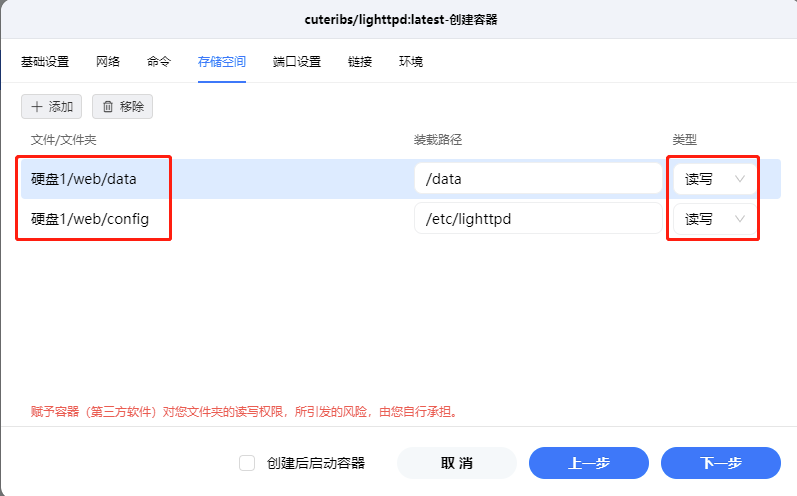 cuteribs/lighttpd:latest-创建容器
基础设置 网络 命令 存储空间 端口设置 链接 环境
添加 移除
文件/文件夹 装载路径 类型
硬盘1/web/data /data 读写
硬盘1/web/config /etc/lighttpd 读写
赋予容器（第三方软件）对您文件夹的读写权限，所引发的风险，由您自行承担。
创建后启动容器 取消 上一步 下一步